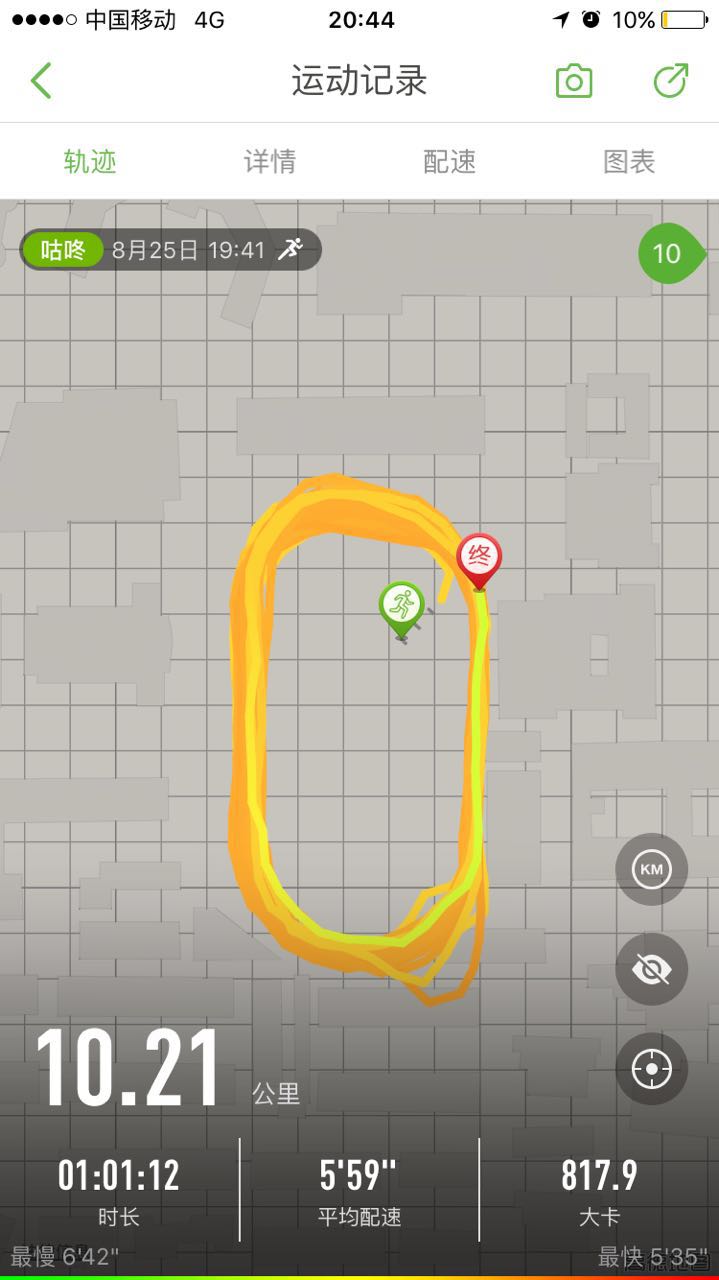 中国移动 4G 20:44 10%
运动记录
轨迹 详情 配速 图表
咕咚 8月25日 19:41
10
终
KM
10.21 公里
01:01:12 5'59" 817.9
时长 平均配速 大卡
最慢 6'42" 最快 5'35"